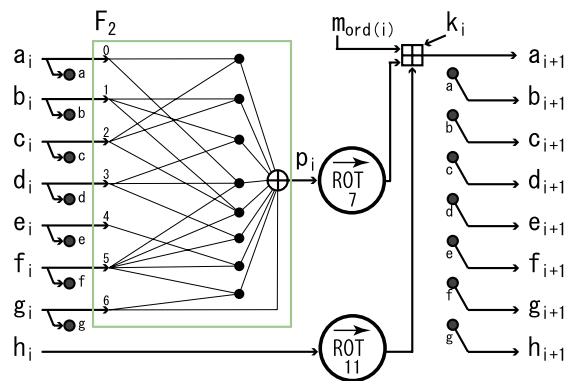 F2
mord(i)
ki
ai
a
0
ai+1
bi
b
1
a
bi+1
ci
c
2
b
ci+1
di
d
3
pi
ROT
7
c
di+1
ei
e
4
d
ei+1
fi
f
5
e
fi+1
gi
g
6
f
gi+1
hi
ROT
11
g
hi+1